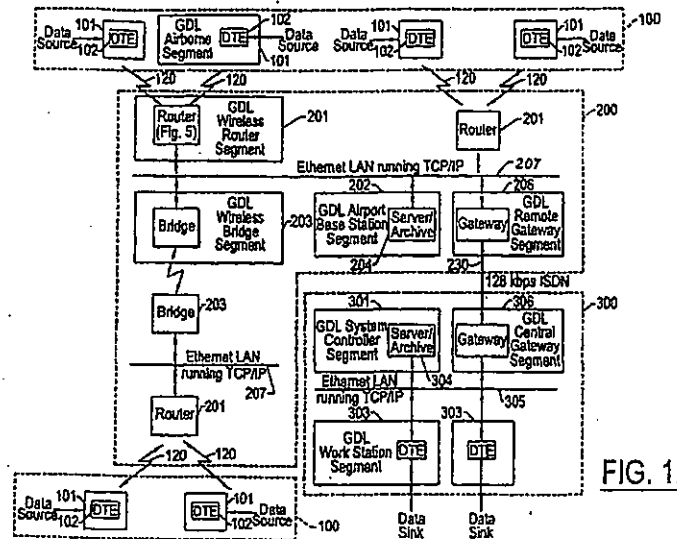 Data Source
101
102
DTE
GDL
Airborne
Segment
102
DTE
Data
Source
101
101
Data
Source
102
DTE
101
DTE
102
Data
Source
100
120
120
120
120
Router
(Fig. 5)
GDL
Wireless
Router
Segment
201
Router
201
200
Ethernet LAN running TCP/IP
207
Bridge
GDL
Wireless
Bridge
Segment
203
202
GDL Airport
Base Station
Segment
Server/
Archive
204
206
Gateway
GDL
Remote
Gateway
Segment
230
128 kbps ISDN
Bridge
203
Ethernet LAN
running TCP/IP
207
Router
201
301
GDL System
Controller
Segment
Server/
Archive
304
306
Gateway
GDL
Central
Gateway
Segment
300
Ethernet LAN
running TCP/IP
305
303
GDL
Work Station
Segment
DTE
303
DTE
Data
Sink
Data
Sink
120
120
Data
Source
101
102
DTE
101
DTE
102
Data
Source
100
FIG. 1.